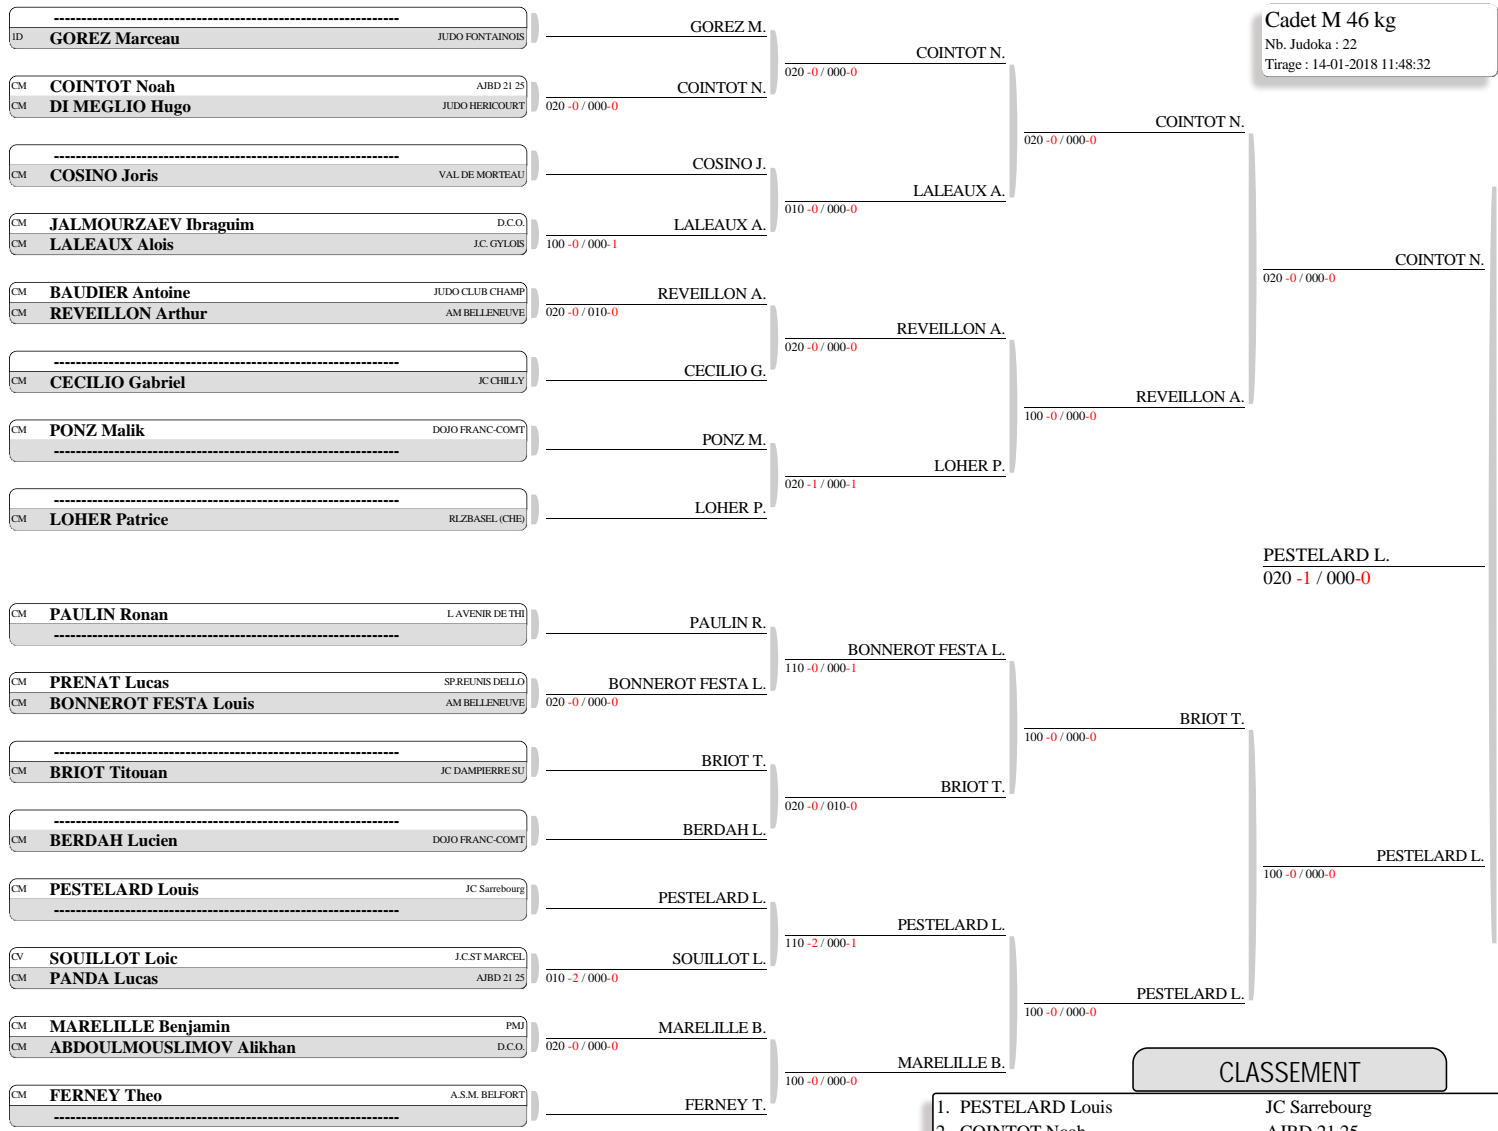 Cadet M 46 kg
Nb. Judoka : 22
Tirage : 14-01-2018 11:48:32
----------------------------------------------------------------
1D GOREZ Marceau JUDO FONTAINOIS
CM COINTOT Noah AJBD 21 25
CM DI MEGLIO Hugo JUDO HERICOURT
----------------------------------------------------------------
CM COSINO Joris VAL DE MORTEAU
CM JALMOURZAEV Ibraguim D.C.O.
CM LALEAUX Alois J.C. GYLOIS
CM BAUDIER Antoine JUDO CLUB CHAMP
CM REVEILLON Arthur AM BELLENEUVE
----------------------------------------------------------------
CM CECILIO Gabriel JC CHILLY
CM PONZ Malik DOJO FRANC-COMT
----------------------------------------------------------------
----------------------------------------------------------------
CM LOHER Patrice RLZBASEL (CHE)
CM PAULIN Ronan L AVENIR DE THI
----------------------------------------------------------------
CM PRENAT Lucas SP.REUNIS DELLO
CM BONNEROT FESTA Louis AM BELLENEUVE
----------------------------------------------------------------
CM BRIOT Titouan JC DAMPIERRE SU
----------------------------------------------------------------
CM BERDAH Lucien DOJO FRANC-COMT
CM PESTELARD Louis JC Sarrebourg
----------------------------------------------------------------
CV SOUILLOT Loic J.C.ST MARCEL
CM PANDA Lucas AJBD 21 25
CM MARELILLE Benjamin PMJ
CM ABDOULMOUSLIMOV Alikhan D.C.O.
CM FERNEY Theo A.S.M. BELFORT
----------------------------------------------------------------
GOREZ M.
COINTOT N.
020 -0 / 000-0
COSINO J.
LALEAUX A.
100 -0 / 000-1
REVEILLON A.
020 -0 / 010-0
CECILIO G.
PONZ M.
LOHER P.
PAULIN R.
BONNEROT FESTA L.
020 -0 / 000-0
BRIOT T.
BERDAH L.
PESTELARD L.
SOUILLOT L.
010 -2 / 000-0
MARELILLE B.
020 -0 / 000-0
FERNEY T.
COINTOT N.
020 -0 / 000-0
LALEAUX A.
010 -0 / 000-0
REVEILLON A.
020 -0 / 000-0
LOHER P.
020 -1 / 000-1
BONNEROT FESTA L.
110 -0 / 000-1
BRIOT T.
020 -0 / 010-0
PESTELARD L.
110 -2 / 000-1
MARELILLE B.
100 -0 / 000-0
COINTOT N.
020 -0 / 000-0
REVEILLON A.
100 -0 / 000-0
BRIOT T.
100 -0 / 000-0
PESTELARD L.
100 -0 / 000-0
COINTOT N.
020 -0 / 000-0
PESTELARD L.
100 -0 / 000-0
PESTELARD L.
020 -1 / 000-0
CLASSEMENT
1. PESTELARD Louis JC Sarrebourg
2. COINTOT Noah AJBD 21 25